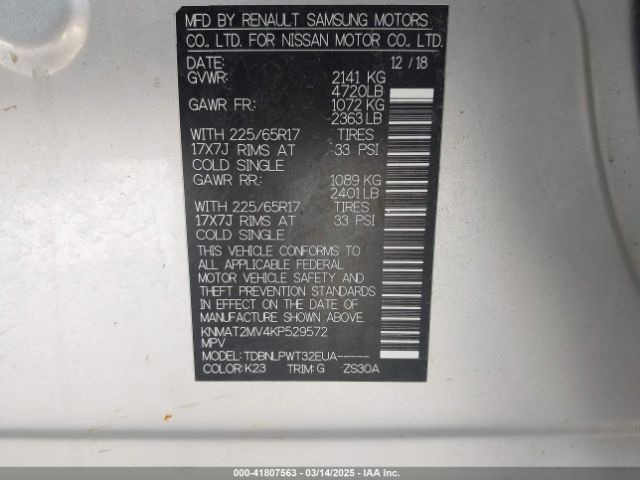 MFD BY RENAULT SAMSUNG MOTORS
CO., LTD. FOR NISSAN MOTOR CO., LTD.
DATE: 12 / 18
GVWR: 2141 KG
4720LB
GAWR FR: 1072 KG
2363 LB
WITH 225/65R17 TIRES
17X7J RIMS AT 33 PSI
COLD SINGLE
GAWR RR: 1089 KG
2401 LB
WITH 225/65R17 TIRES
17X7J RIMS AT 33 PSI
COLD SINGLE
THIS VEHICLE CONFORMS TO
ALL APPLICABLE FEDERAL
MOTOR VEHICLE SAFETY AND
THEFT PREVENTION STANDARDS
IN EFFECT ON THE DATE OF
MANUFACTURE SHOWN ABOVE.
KNMAT2MV4KP529572
MPV
MODEL: TDBNLPWT32EUA-----
COLOR: K23 TRIM: G ZS30A
000-41807563 - 03/14/2025 - IAAI.COM